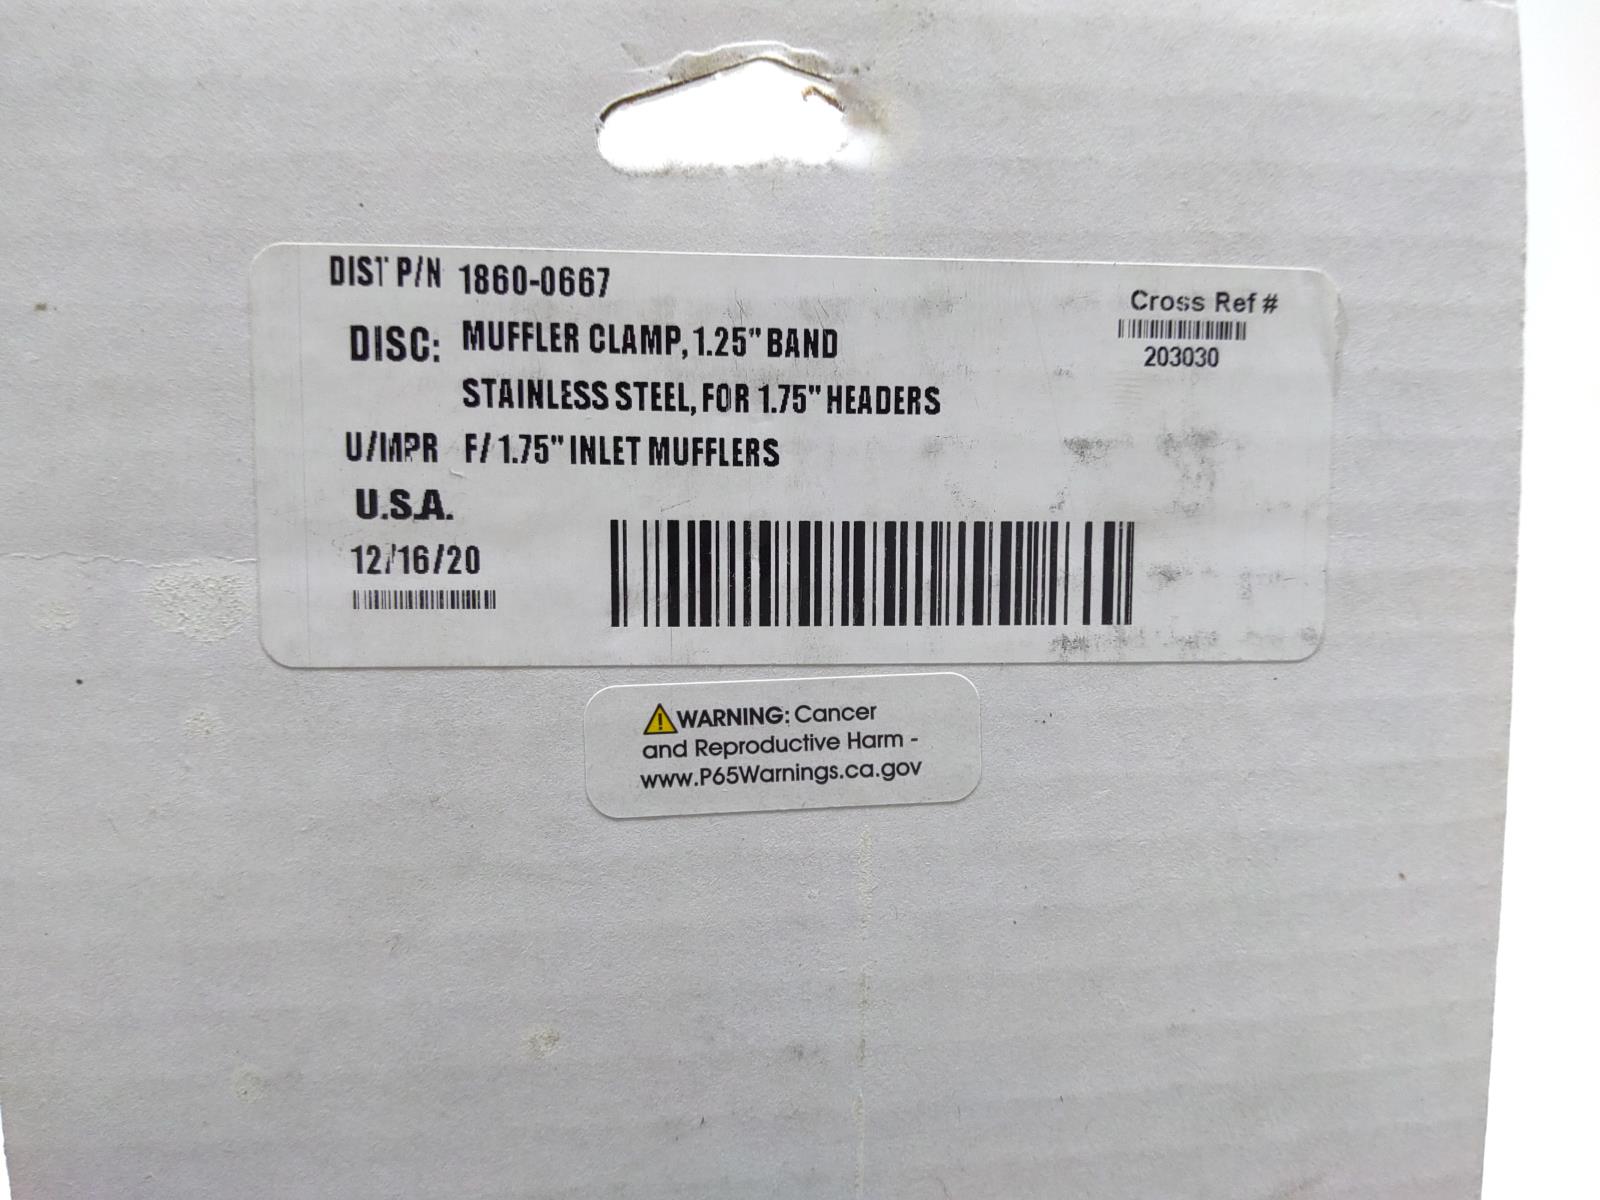 DIST P/N 1860-0667
Cross Ref #
203030
DISC: MUFFLER CLAMP, 1.25" BAND
STAINLESS STEEL, FOR 1.75" HEADERS
U/MPR F/ 1.75" INLET MUFFLERS
U.S.A.
12/16/20
WARNING: Cancer
and Reproductive Harm -
www.P65Warnings.ca.gov